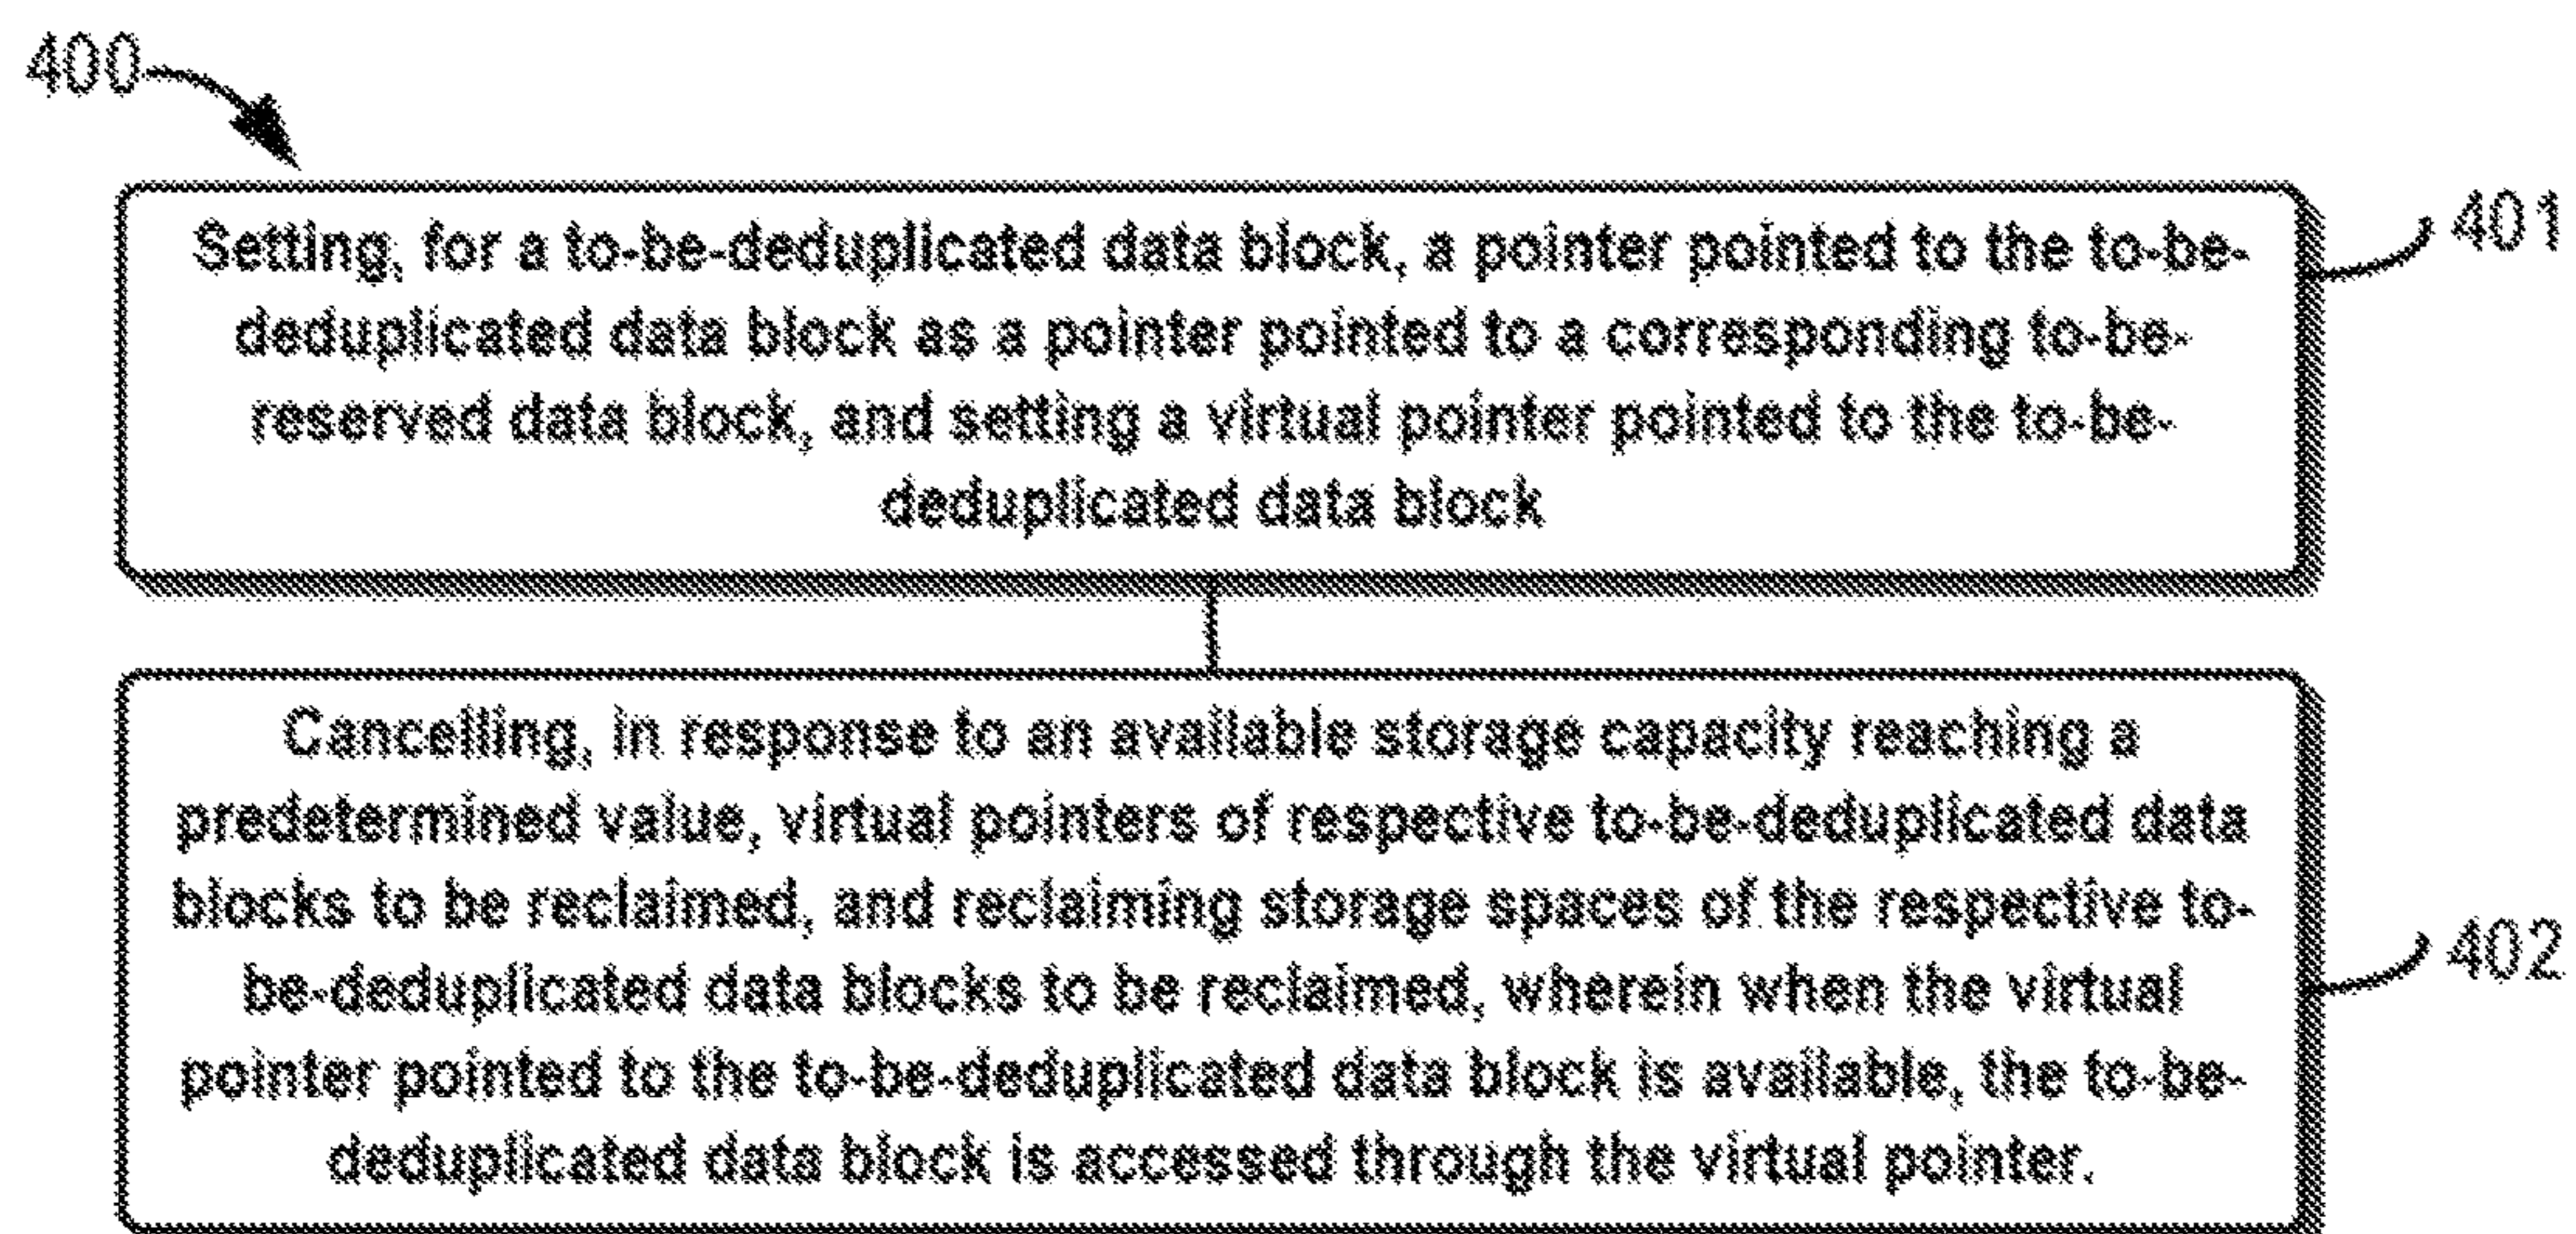 400
Setting, for a to-be-deduplicated data block, a pointer pointed to the to-be-
deduplicated data block as a pointer pointed to a corresponding to-be-
reserved data block, and setting a virtual pointer pointed to the to-be-
deduplicated data block
401
Cancelling, in response to an available storage capacity reaching a
predetermined value, virtual pointers of respective to-be-deduplicated data
blocks to be reclaimed, and reclaiming storage spaces of the respective to-
be-deduplicated data blocks to be reclaimed, wherein when the virtual
pointer pointed to the to-be-deduplicated data block is available, the to-be-
deduplicated data block is accessed through the virtual pointer.
402